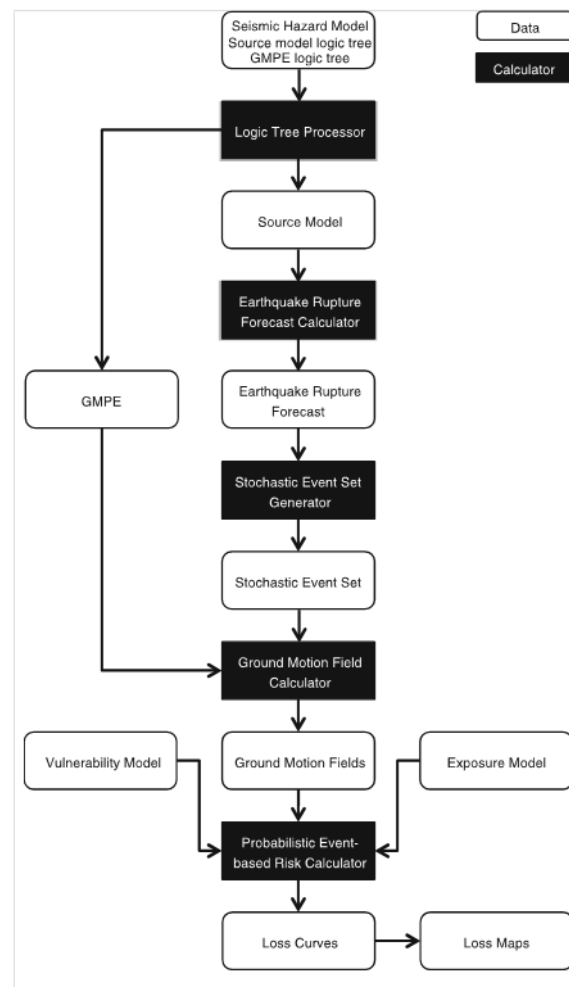 Seismic Hazard Model
Source model logic tree
GMPE logic tree
Data
Calculator
Logic Tree Processor
Source Model
Earthquake Rupture
Forecast Calculator
GMPE
Earthquake Rupture
Forecast
Stochastic Event Set
Generator
Stochastic Event Set
Ground Motion Field
Calculator
Vulnerability Model
Ground Motion Fields
Exposure Model
Probabilistic Event-
based Risk Calculator
Loss Curves
Loss Maps